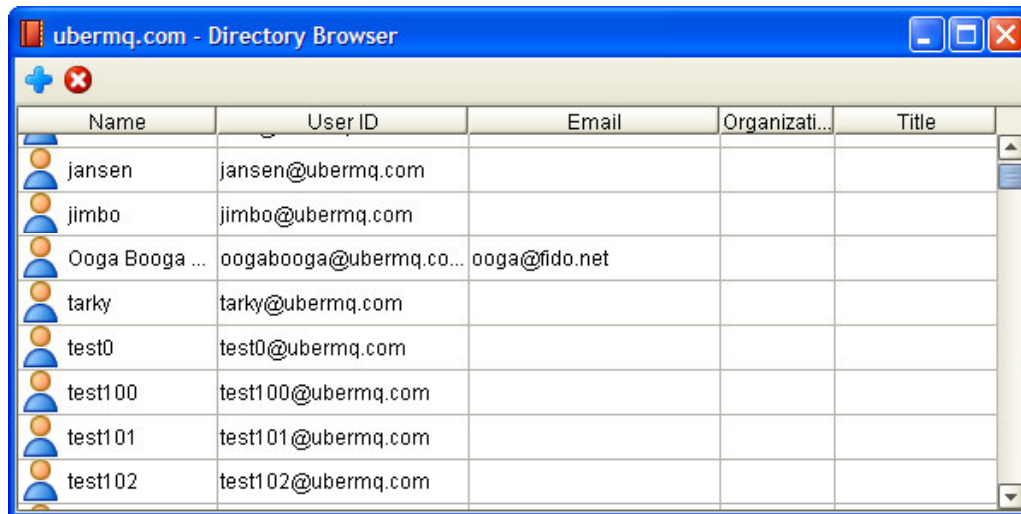 ubermq.com - Directory Browser
Name User ID Email Organizati... Title
jansen jansen@ubermq.com
jimbo jimbo@ubermq.com
Ooga Booga ... oogabooga@ubermq.co... ooga@fido.net
tarky tarky@ubermq.com
test0 test0@ubermq.com
test100 test100@ubermq.com
test101 test101@ubermq.com
test102 test102@ubermq.com